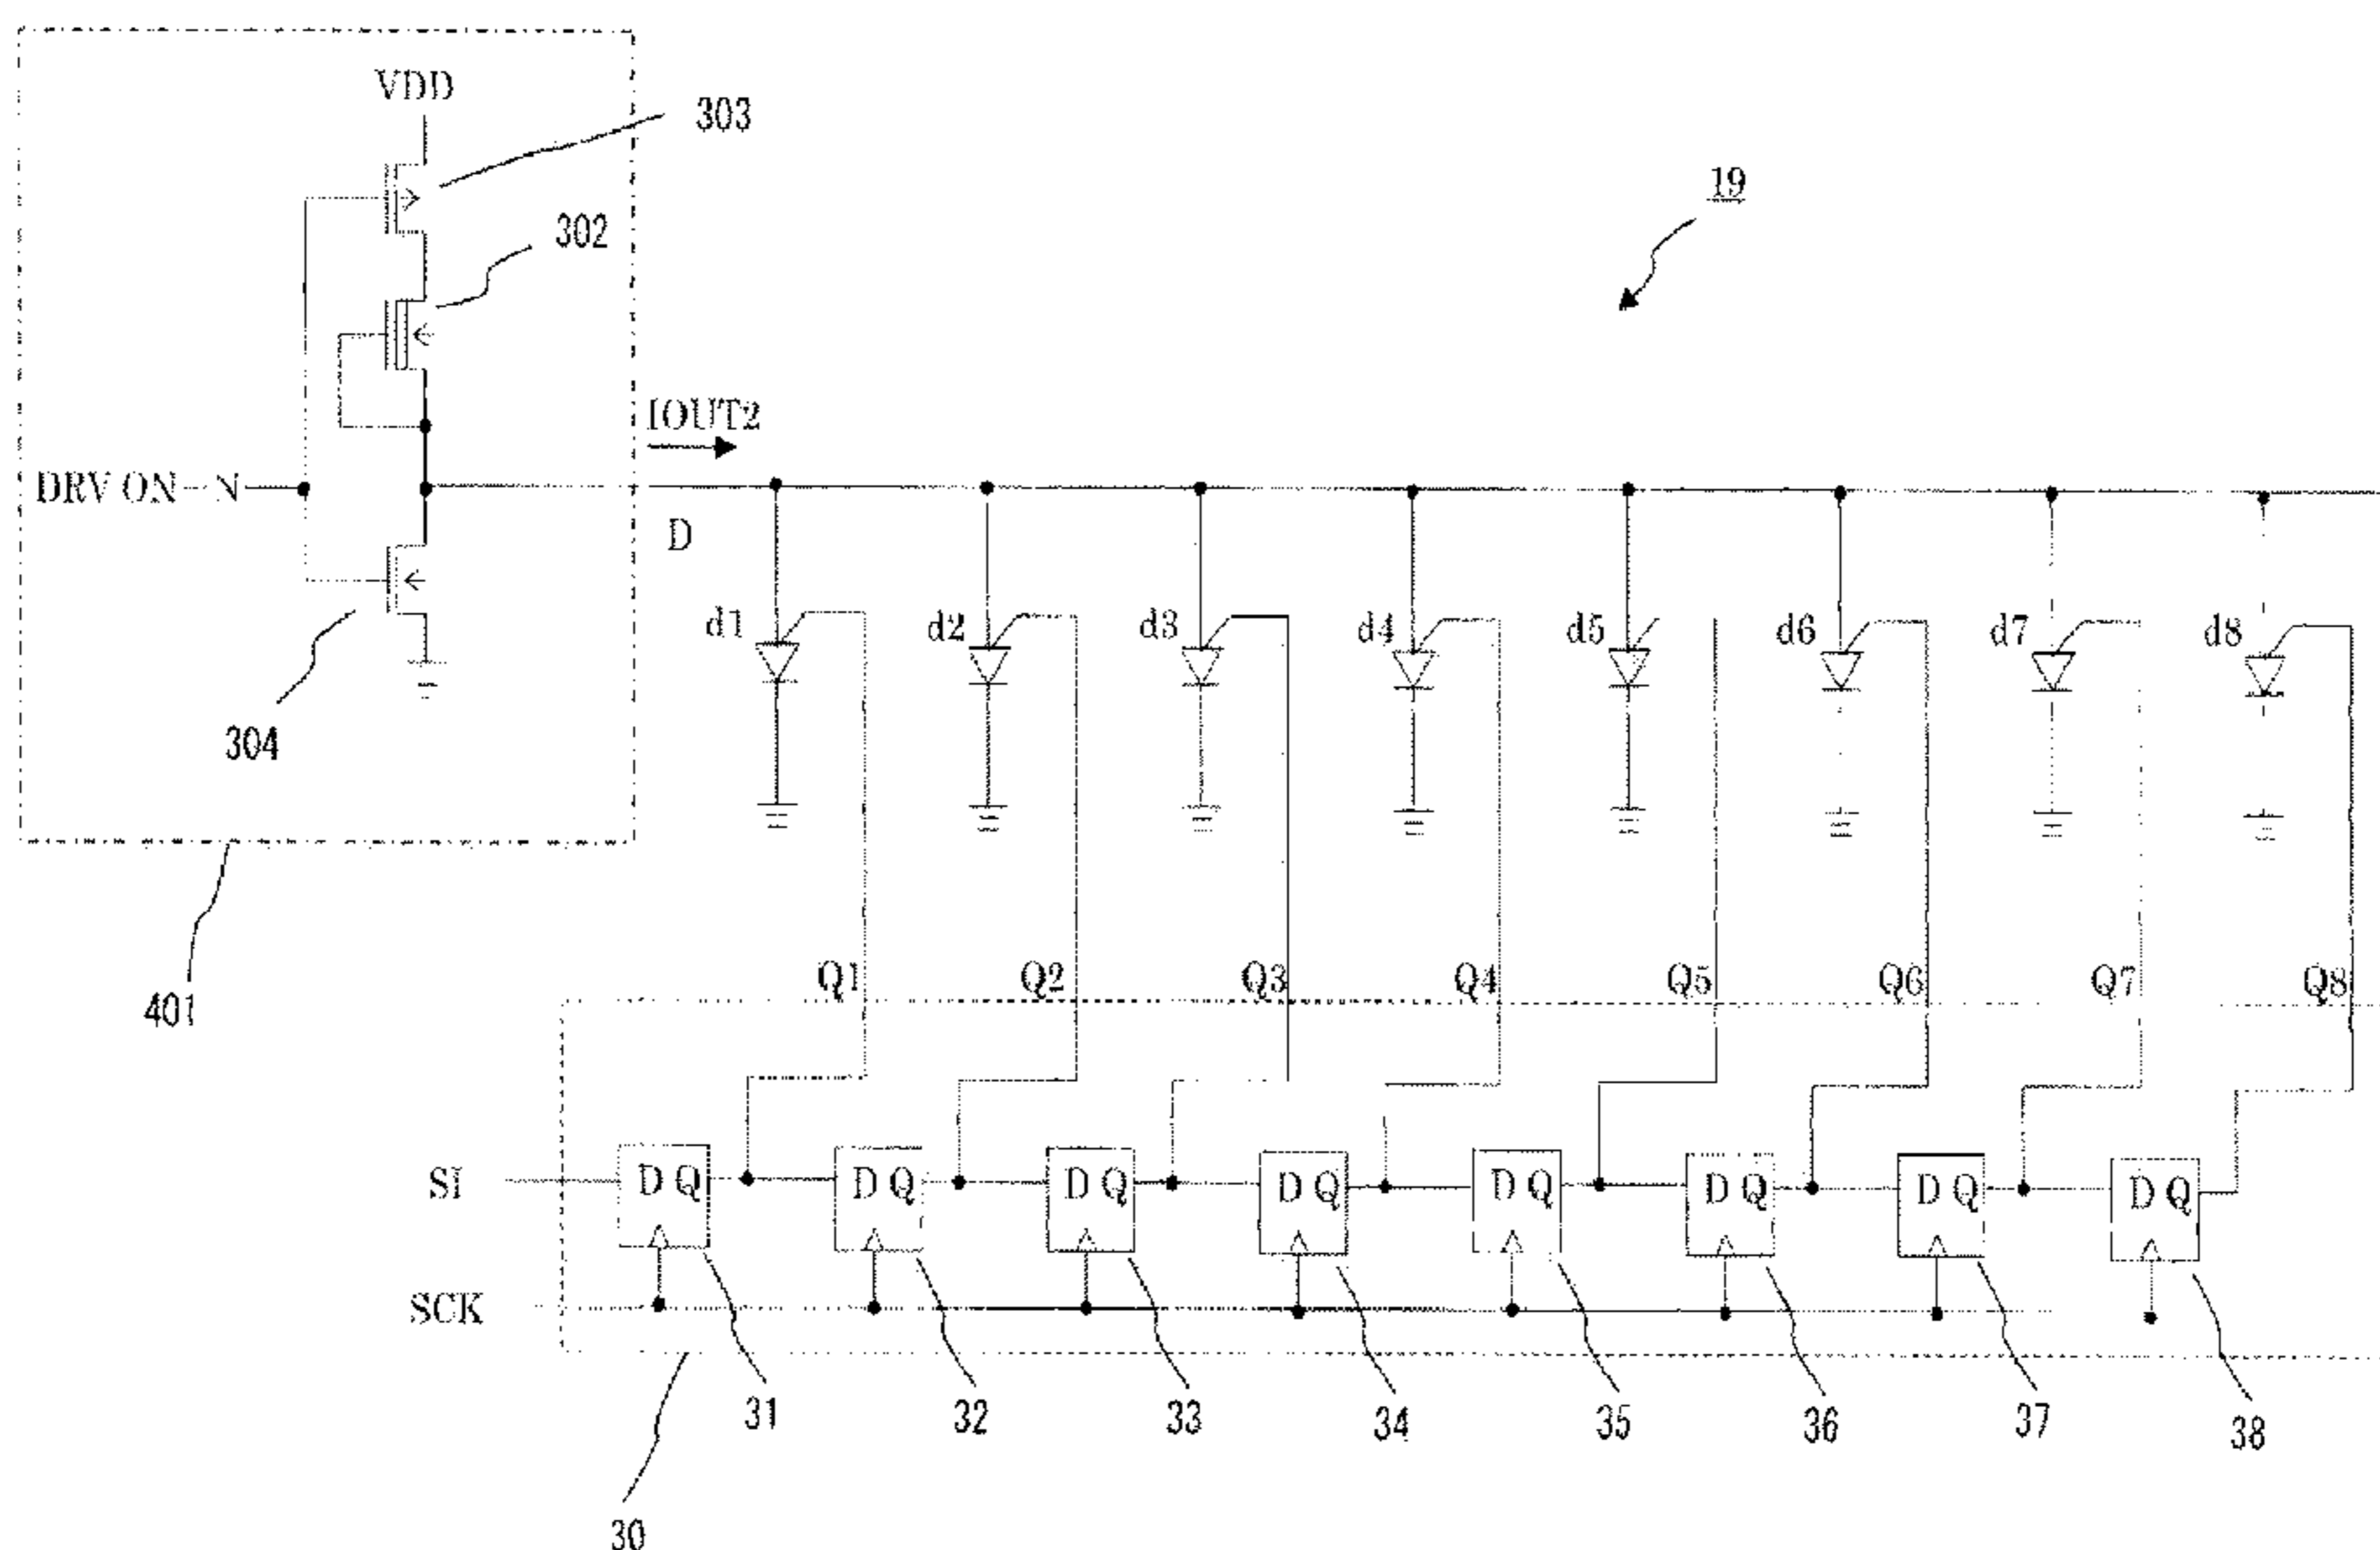 VDD
303
302
19
IOUT2
DRV ON－N
D
304
d1 d2 d3 d4 d5 d6 d7 d8
401
Q1 Q2 Q3 Q4 Q5 Q6 Q7 Q8
SI
D Q D Q D Q D Q D Q D Q D Q D Q
SCK
31 32 33 34 35 36 37 38
30